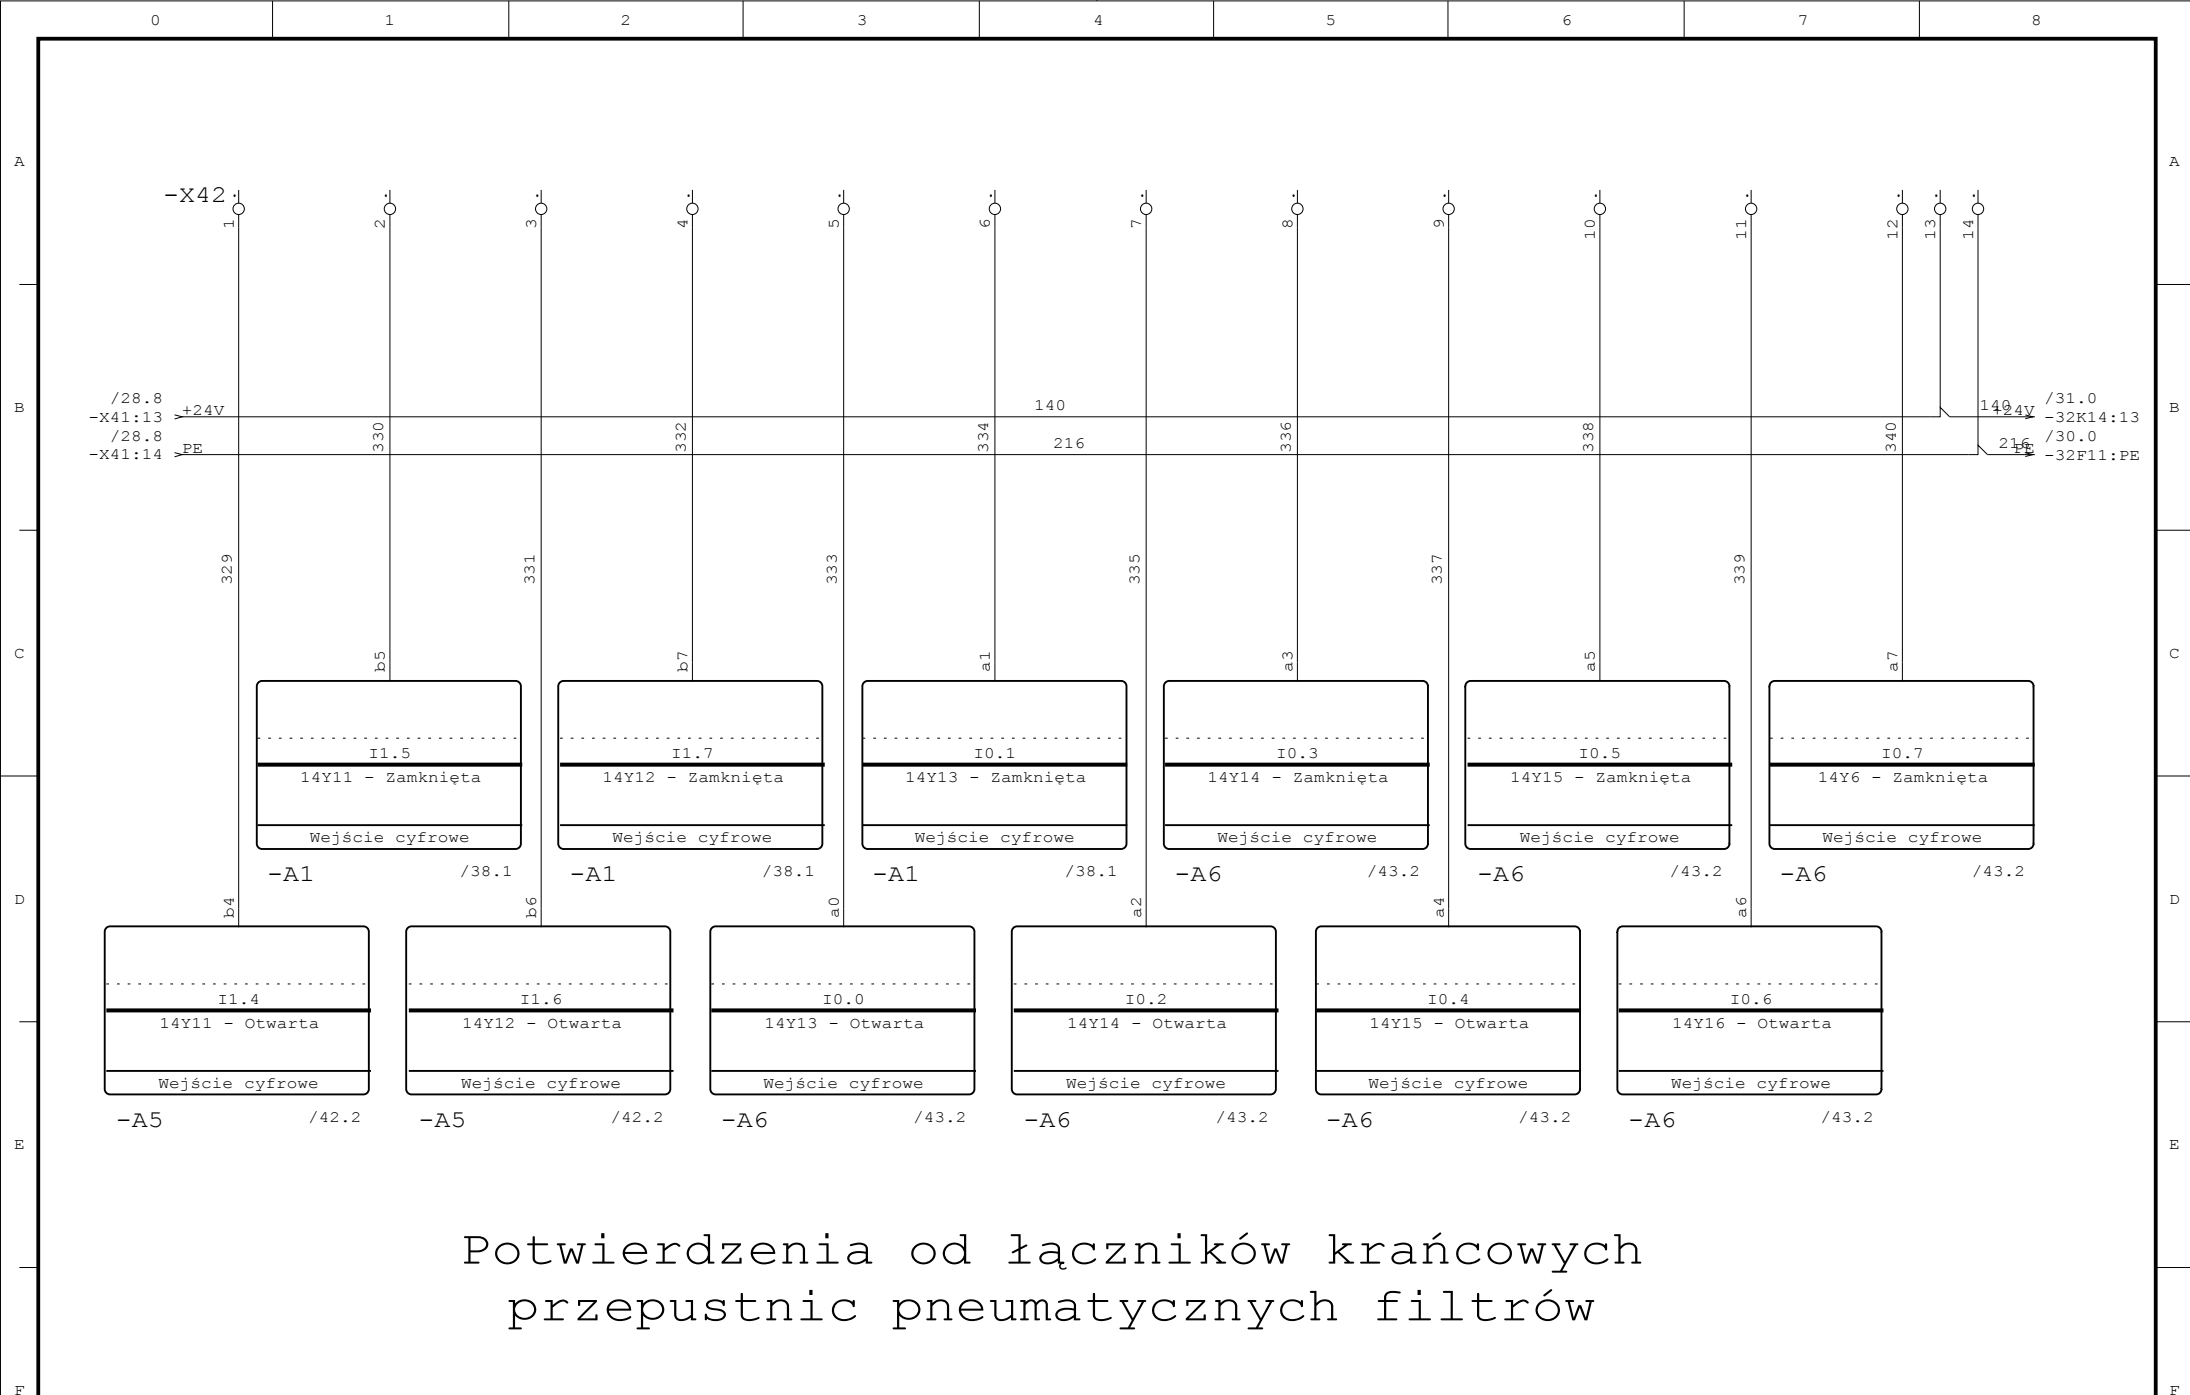 0 1 2 3 4 5 6 7 8
A A
-X42 . . . . . . . . . . . . . .
1 2 3 4 5 6 7 8 9 10 11 12 13 14
/28.8 /31.0
-X41:13 +24V 140 140 +24V -32K14:13
B B
/28.8 /30.0
-X41:14 PE 216 216 PE -32F11:PE
330 332 334 336 338 340
329 331 333 335 337 339
C C
b5 b7 a1 a3 a5 a7
I1.5 I1.7 I0.1 I0.3 I0.5 I0.7
14Y11 - Zamknięta 14Y12 - Zamknięta 14Y13 - Zamknięta 14Y14 - Zamknięta 14Y15 - Zamknięta 14Y6 - Zamknięta
Wejście cyfrowe Wejście cyfrowe Wejście cyfrowe Wejście cyfrowe Wejście cyfrowe Wejście cyfrowe
-A1 /38.1 -A1 /38.1 -A1 /38.1 -A6 /43.2 -A6 /43.2 -A6 /43.2
D D
b4 b6 a0 a2 a4 a6
I1.4 I1.6 I0.0 I0.2 I0.4 I0.6
14Y11 - Otwarta 14Y12 - Otwarta 14Y13 - Otwarta 14Y14 - Otwarta 14Y15 - Otwarta 14Y16 - Otwarta
Wejście cyfrowe Wejście cyfrowe Wejście cyfrowe Wejście cyfrowe Wejście cyfrowe Wejście cyfrowe
-A5 /42.2 -A5 /42.2 -A6 /43.2 -A6 /43.2 -A6 /43.2 -A6 /43.2
E E
Potwierdzenia od łączników krańcowych
przepustnic pneumatycznych filtrów
F F